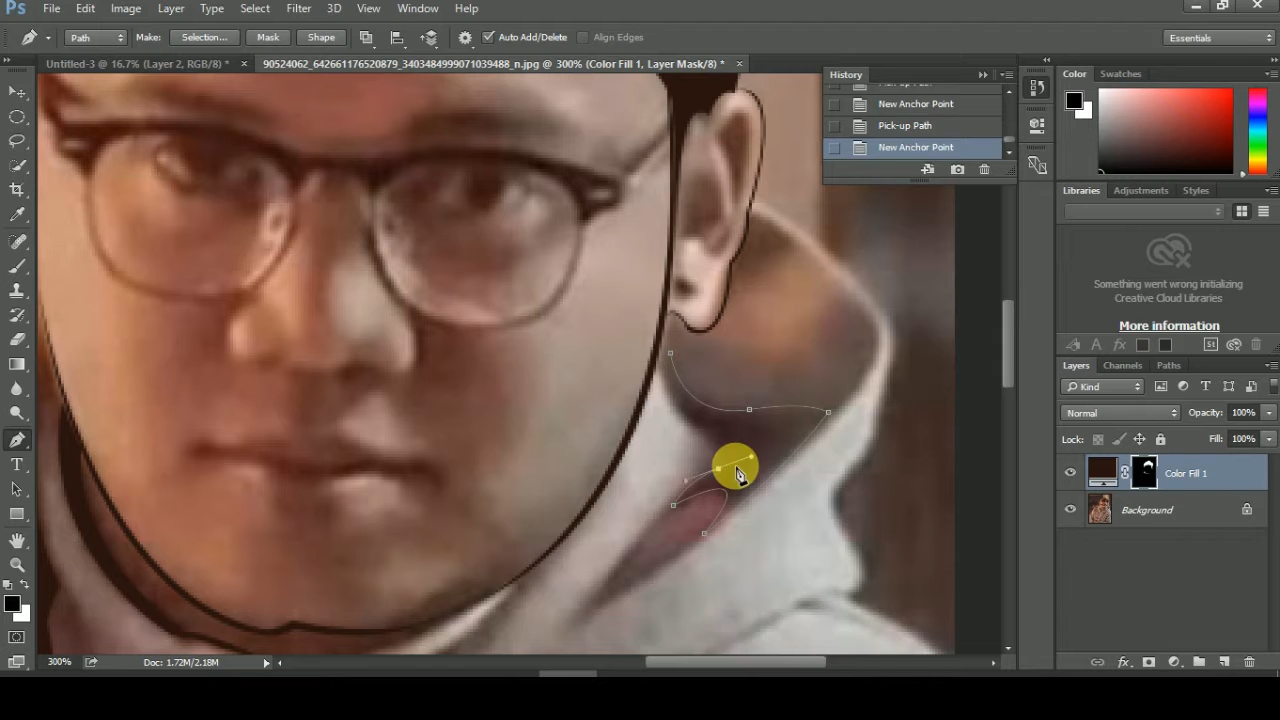 Ps File Edit Image Layer Type Select Filter 3D View Window Help
Path Make: Selection... Mask Shape Auto Add/Delete Align Edges Essentials
Untitled-3 @ 16.7% (Layer 2, RGB/8) * × 90524062_642661176520879_3403484999071039488_n.jpg @ 300% (Color Fill 1, Layer Mask/8) * ×
History
New Anchor Point
Pick-up Path
New Anchor Point
Color Swatches
Libraries Adjustments Styles
Something went wrong initializing
Creative Cloud Libraries
More information
St
Layers Channels Paths
Kind
Normal Opacity: 100%
Lock: Fill: 100%
Color Fill 1
Background
300% Doc: 1.72M/2.18M